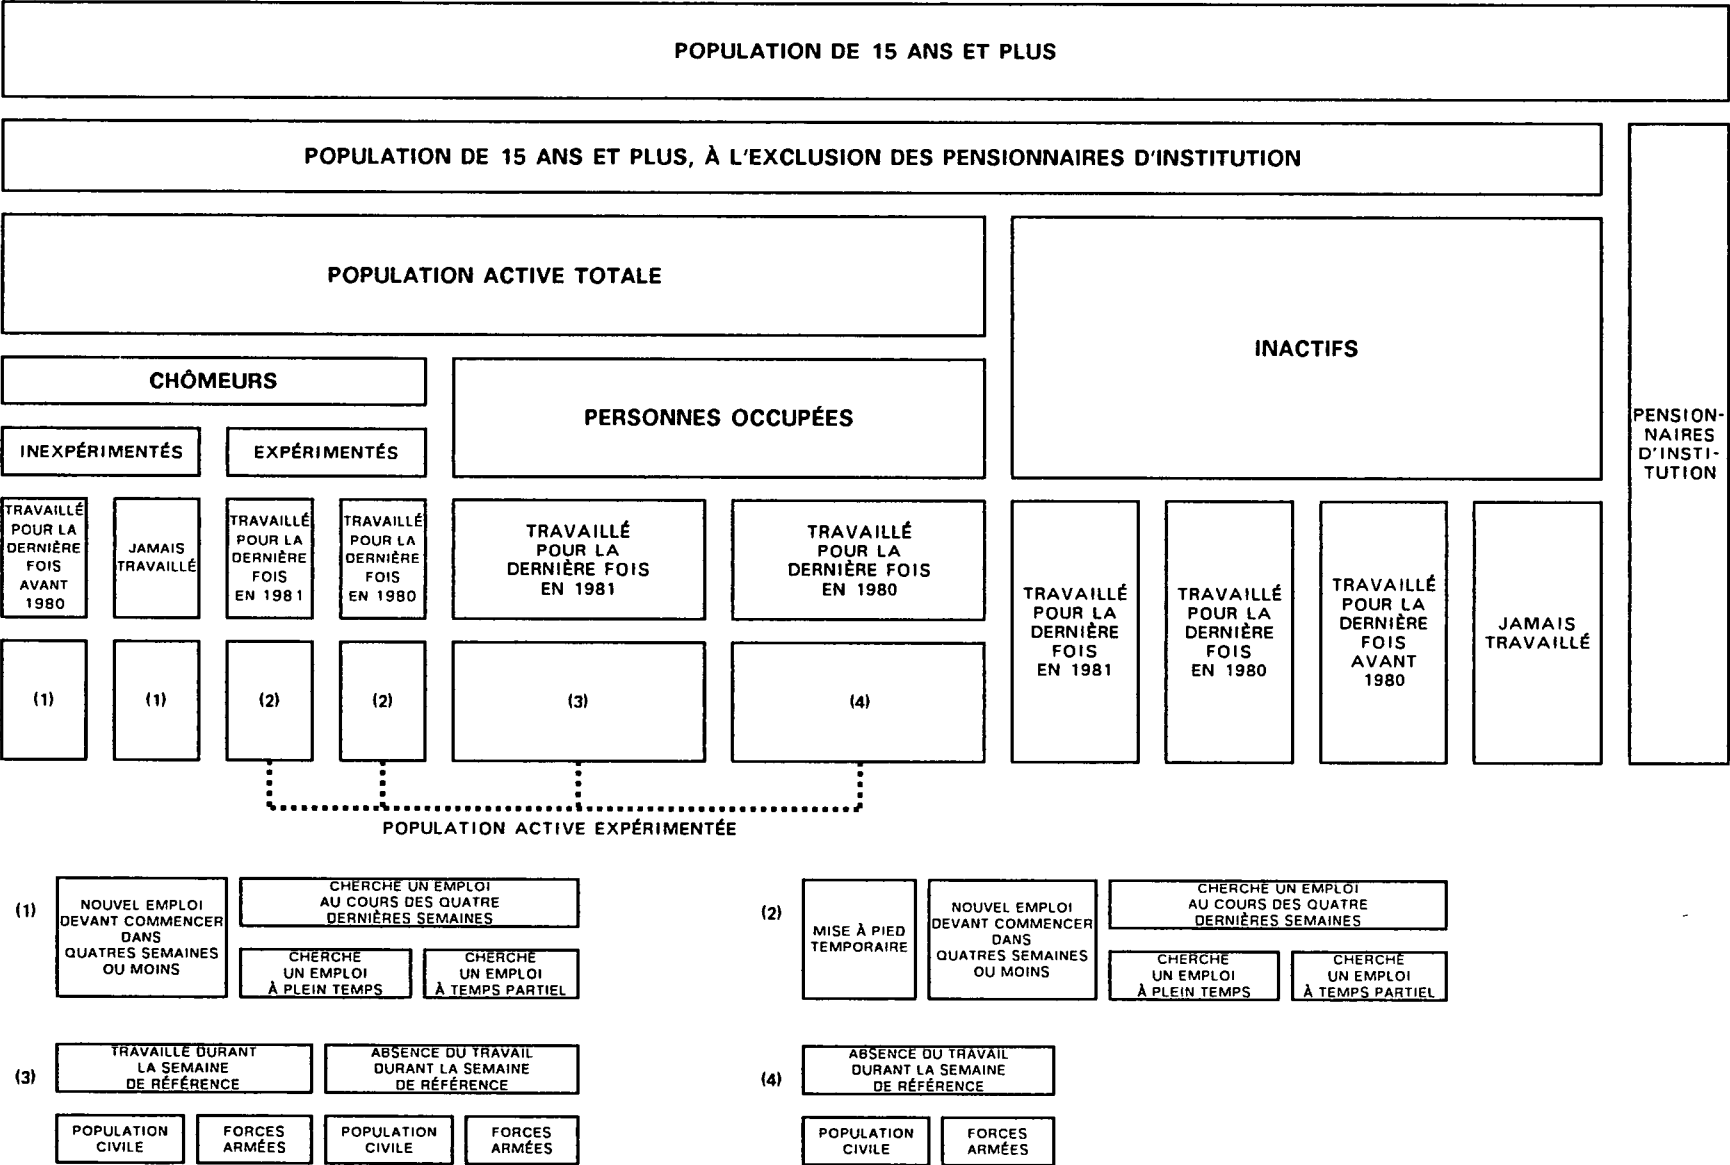 POPULATION DE 15 ANS ET PLUS
POPULATION DE 15 ANS ET PLUS, À L'EXCLUSION DES PENSIONNAIRES D'INSTITUTION
POPULATION ACTIVE TOTALE
INACTIFS
PENSION-
NAIRES
D'INSTI-
TUTION
CHÔMEURS
PERSONNES OCCUPÉES
INEXPÉRIMENTÉS
EXPÉRIMENTÉS
TRAVAILLÉ
POUR LA
DERNIÈRE
FOIS
AVANT
1980
JAMAIS
TRAVAILLÉ
TRAVAILLÉ
POUR LA
DERNIÈRE
FOIS
EN 1981
TRAVAILLÉ
POUR LA
DERNIÈRE
FOIS
EN 1980
TRAVAILLÉ
POUR LA
DERNIÈRE FOIS
EN 1981
TRAVAILLÉ
POUR LA
DERNIÈRE FOIS
EN 1980
TRAVAILLÉ
POUR LA
DERNIÈRE
FOIS
EN 1981
TRAVAILLÉ
POUR LA
DERNIÈRE
FOIS
EN 1980
TRAVAILLÉ
POUR LA
DERNIÈRE
FOIS
AVANT
1980
JAMAIS
TRAVAILLÉ
(1)
(1)
(2)
(2)
(3)
(4)
POPULATION ACTIVE EXPÉRIMENTÉE
(1)
NOUVEL EMPLOI
DEVANT COMMENCER
DANS
QUATRES SEMAINES
OU MOINS
CHERCHÉ UN EMPLOI
AU COURS DES QUATRE
DERNIÈRES SEMAINES
CHERCHÉ
UN EMPLOI
À PLEIN TEMPS
CHERCHÉ
UN EMPLOI
À TEMPS PARTIEL
(2)
MISE À PIED
TEMPORAIRE
NOUVEL EMPLOI
DEVANT COMMENCER
DANS
QUATRES SEMAINES
OU MOINS
CHERCHÉ UN EMPLOI
AU COURS DES QUATRE
DERNIÈRES SEMAINES
CHERCHÉ
UN EMPLOI
À PLEIN TEMPS
CHERCHÉ
UN EMPLOI
À TEMPS PARTIEL
(3)
TRAVAILLÉ DURANT
LA SEMAINE
DE RÉFÉRENCE
ABSENCE DU TRAVAIL
DURANT LA SEMAINE
DE RÉFÉRENCE
POPULATION
CIVILE
FORCES
ARMÉES
POPULATION
CIVILE
FORCES
ARMÉES
(4)
ABSENCE DU TRAVAIL
DURANT LA SEMAINE
DE RÉFÉRENCE
POPULATION
CIVILE
FORCES
ARMÉES